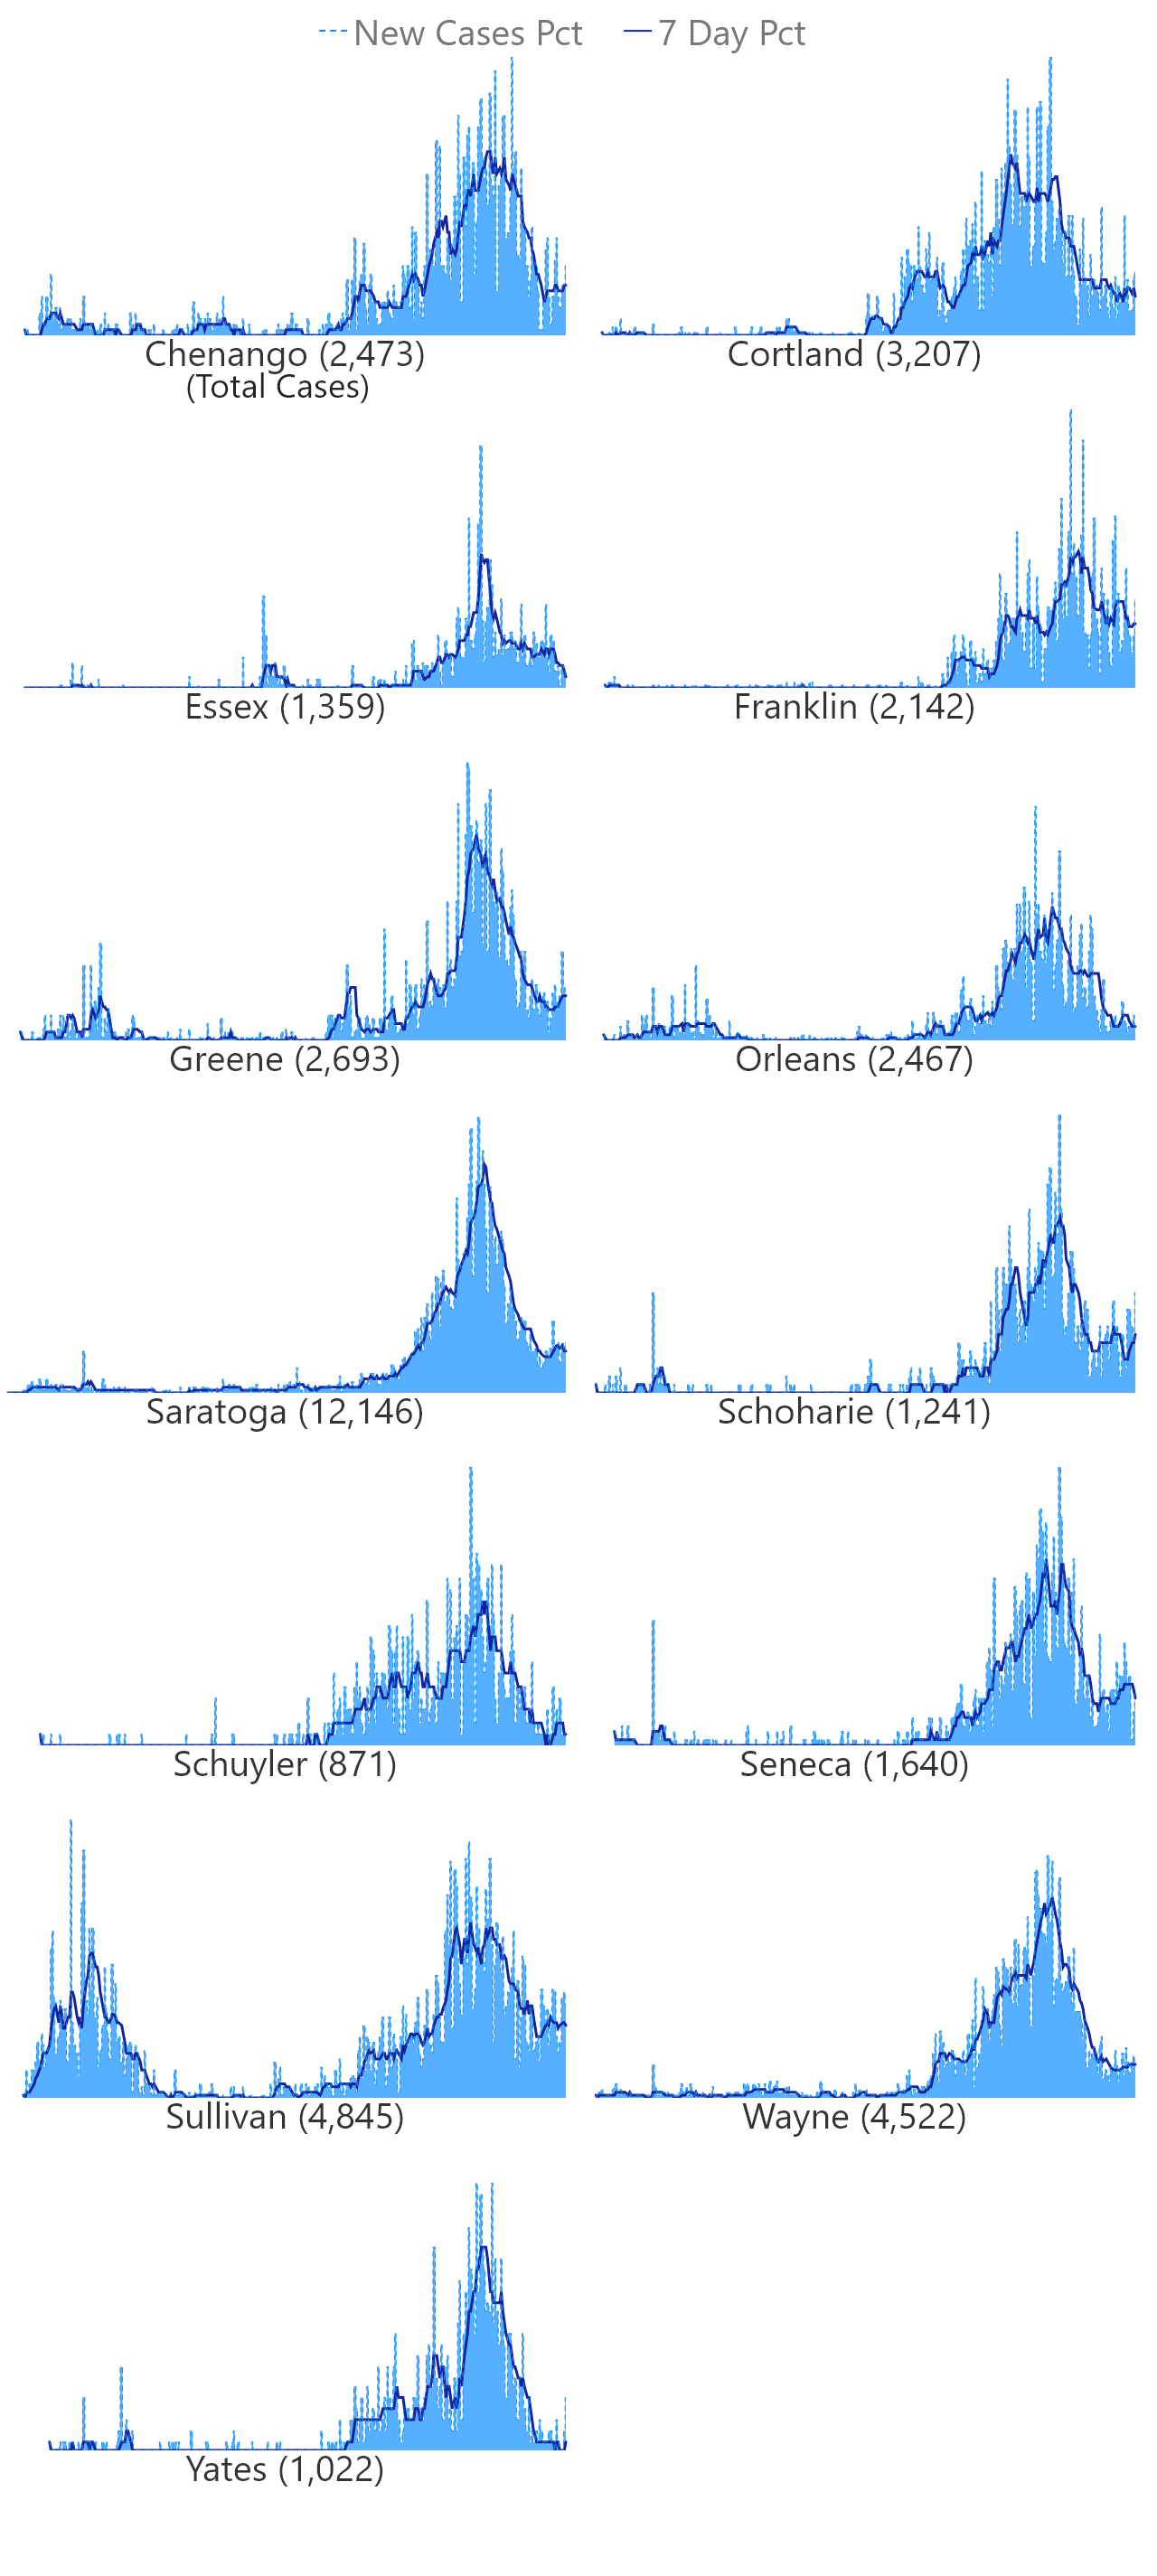 New Cases Pct 7 Day Pct
Chenango (2,473) Cortland (3,207)
(Total Cases)
Essex (1,359) Franklin (2,142)
Greene (2,693) Orleans (2,467)
Saratoga (12,146) Schoharie (1,241)
Schuyler (871) Seneca (1,640)
Sullivan (4,845) Wayne (4,522)
Yates (1,022)